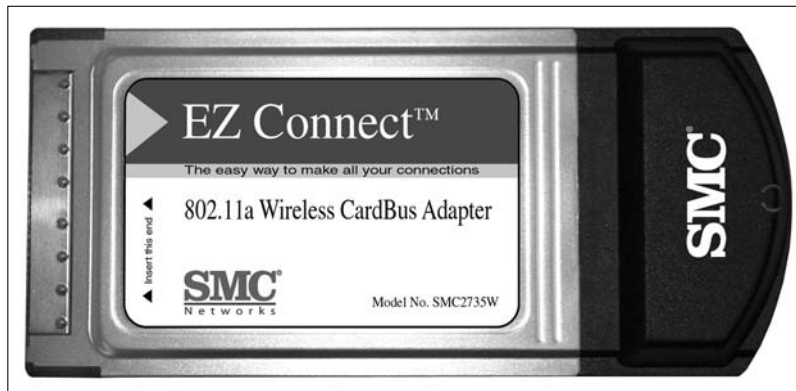 EZ Connect™
The easy way to make all your connections
▲ Insert this end ▲
802.11a Wireless CardBus Adapter
SMC®
Networks
Model No. SMC2735W
SMC®